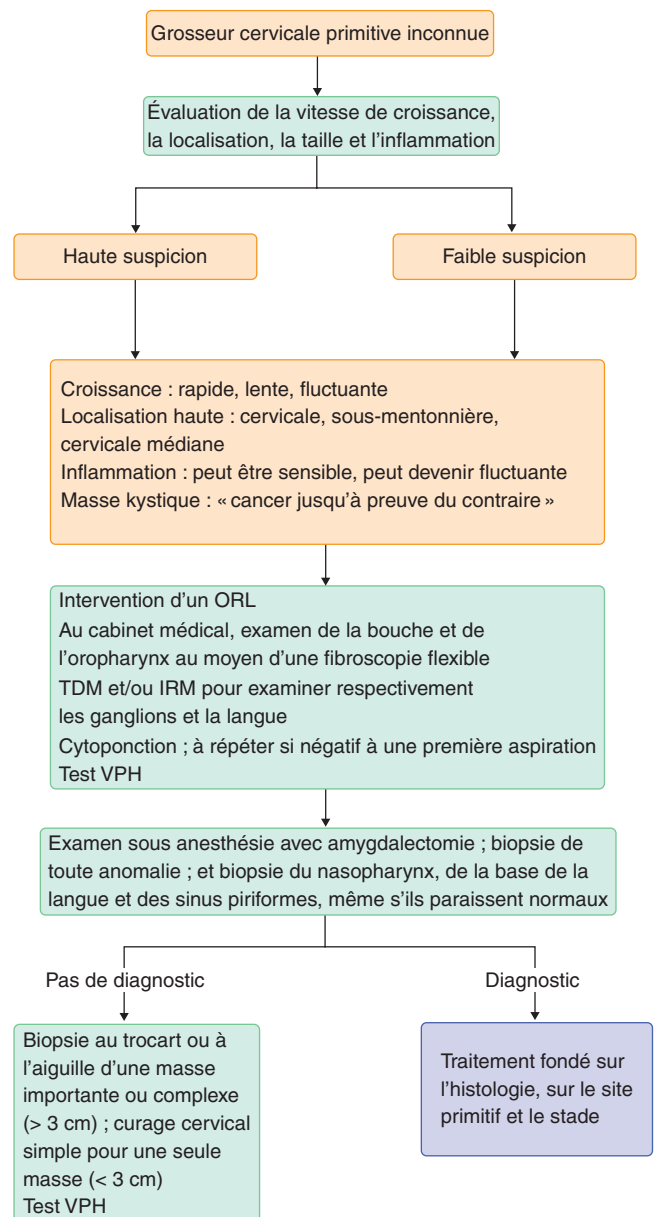 Grosseur cervicale primitive inconnue
Évaluation de la vitesse de croissance,
la localisation, la taille et l'inflammation
Haute suspicion
Faible suspicion
Croissance : rapide, lente, fluctuante
Localisation haute : cervicale, sous-mentonnière,
cervicale médiane
Inflammation : peut être sensible, peut devenir fluctuante
Masse kystique : « cancer jusqu'à preuve du contraire »
Intervention d'un ORL
Au cabinet médical, examen de la bouche et de
l'oropharynx au moyen d'une fibroscopie flexible
TDM et/ou IRM pour examiner respectivement
les ganglions et la langue
Cytoponction ; à répéter si négatif à une première aspiration
Test VPH
Examen sous anesthésie avec amygdalectomie ; biopsie de
toute anomalie ; et biopsie du nasopharynx, de la base de la
langue et des sinus piriformes, même s'ils paraissent normaux
Pas de diagnostic
Diagnostic
Biopsie au trocart ou à
l'aiguille d'une masse
importante ou complexe
(> 3 cm) ; curage cervical
simple pour une seule
masse (< 3 cm)
Test VPH
Traitement fondé sur
l'histologie, sur le site
primitif et le stade